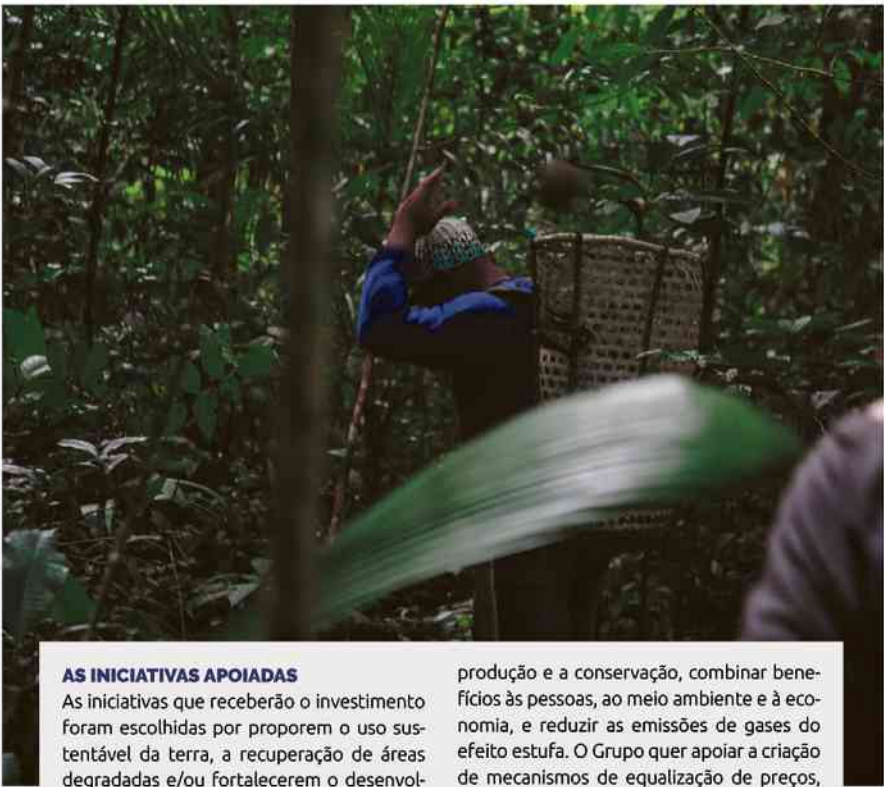 AS INICIATIVAS APOIADAS
As iniciativas que receberão o investimento
foram escolhidas por proporem o uso sus-
tentável da terra, a recuperação de áreas
degradadas e/ou fortalecerem o desenvol-
produção e a conservação, combinar bene-
fícios às pessoas, ao meio ambiente e à eco-
nomia, e reduzir as emissões de gases do
efeito estufa. O Grupo quer apoiar a criação
de mecanismos de equalização de preços,